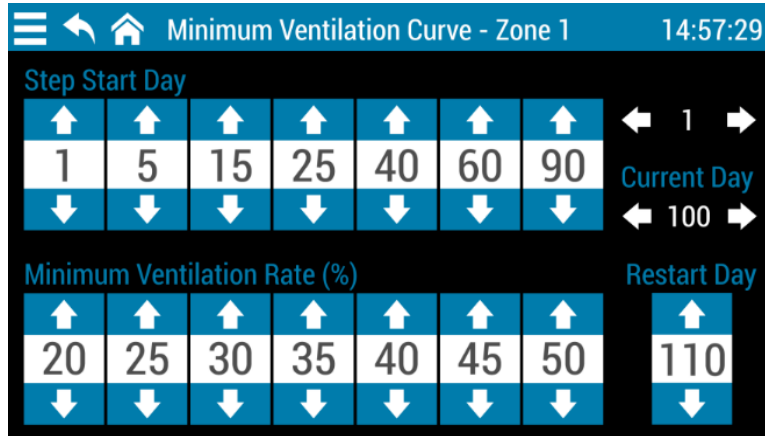 Minimum Ventilation Curve - Zone 1 14:57:29
Step Start Day
1 5 15 25 40 60 90
1
Current Day
100
Minimum Ventilation Rate (%)
20 25 30 35 40 45 50
Restart Day
110